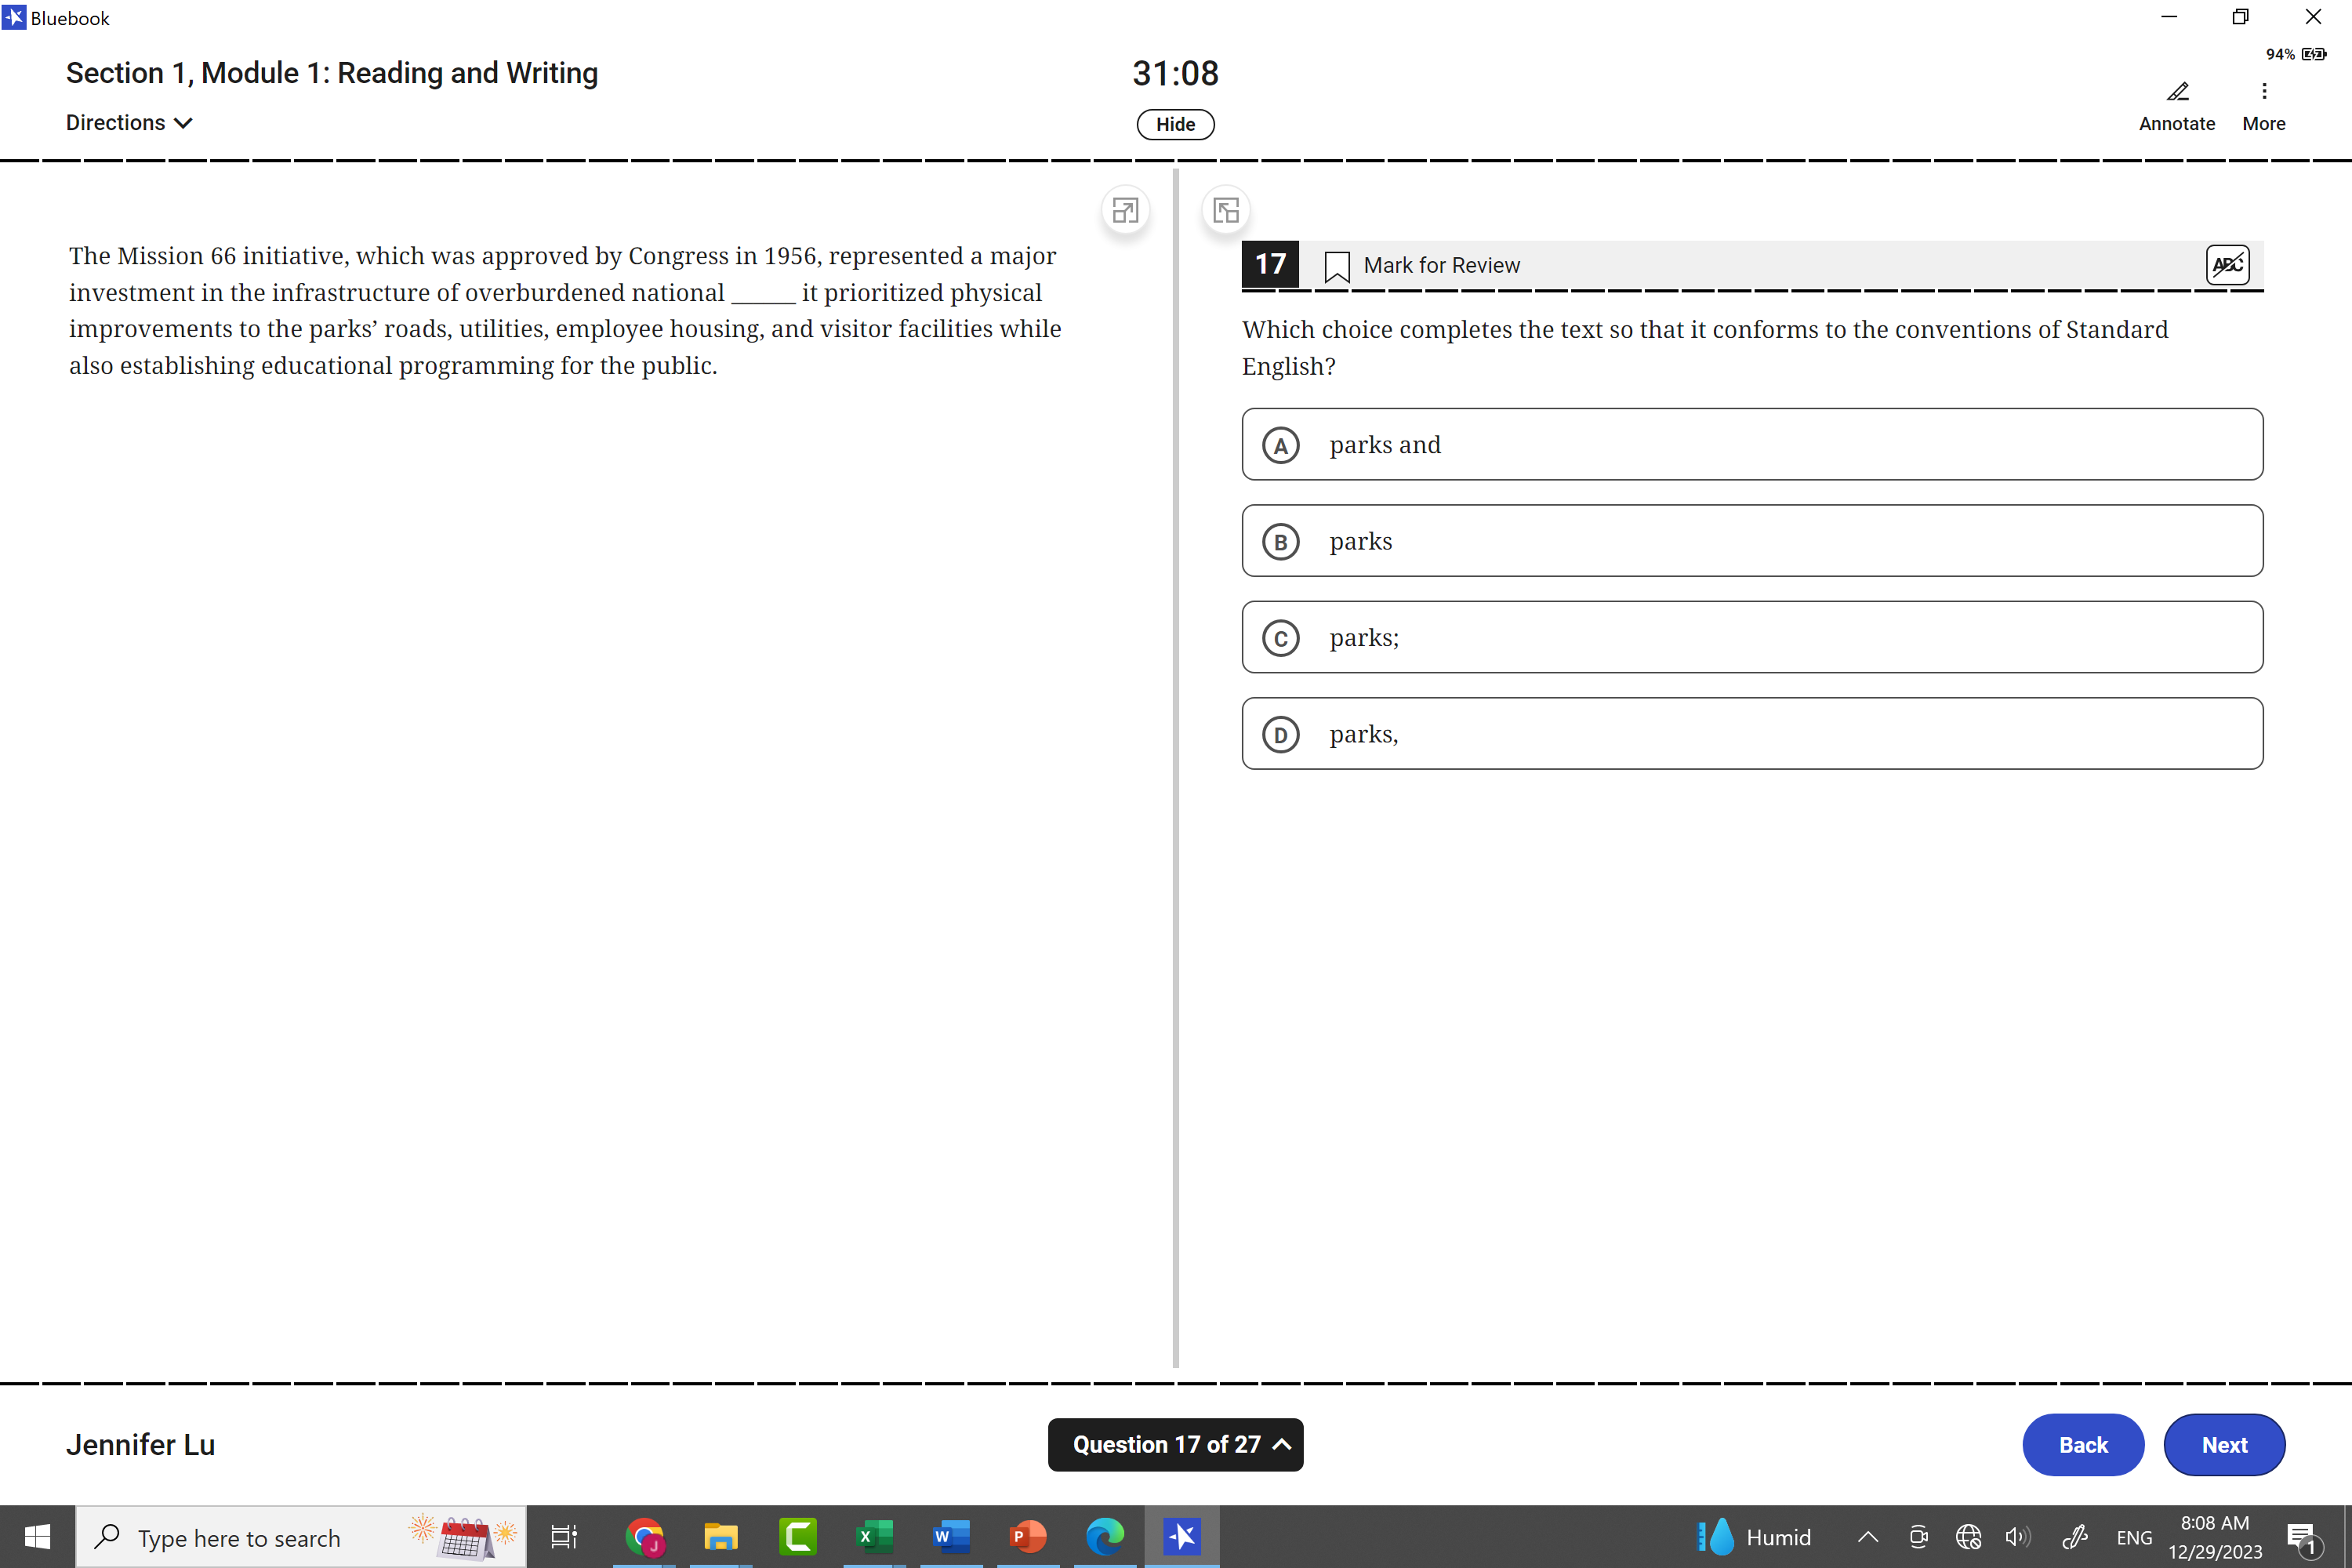 Bluebook
94%
Section 1, Module 1: Reading and Writing
31:08
Directions
Hide
Annotate
More
The Mission 66 initiative, which was approved by Congress in 1956, represented a major
investment in the infrastructure of overburdened national ______ it prioritized physical
improvements to the parks’ roads, utilities, employee housing, and visitor facilities while
also establishing educational programming for the public.
17
Mark for Review
ABC
Which choice completes the text so that it conforms to the conventions of Standard
English?
A parks and
B parks
C parks;
D parks,
Jennifer Lu
Question 17 of 27
Back
Next
Type here to search
J
X
W
P
Humid
ENG
8:08 AM
12/29/2023
1